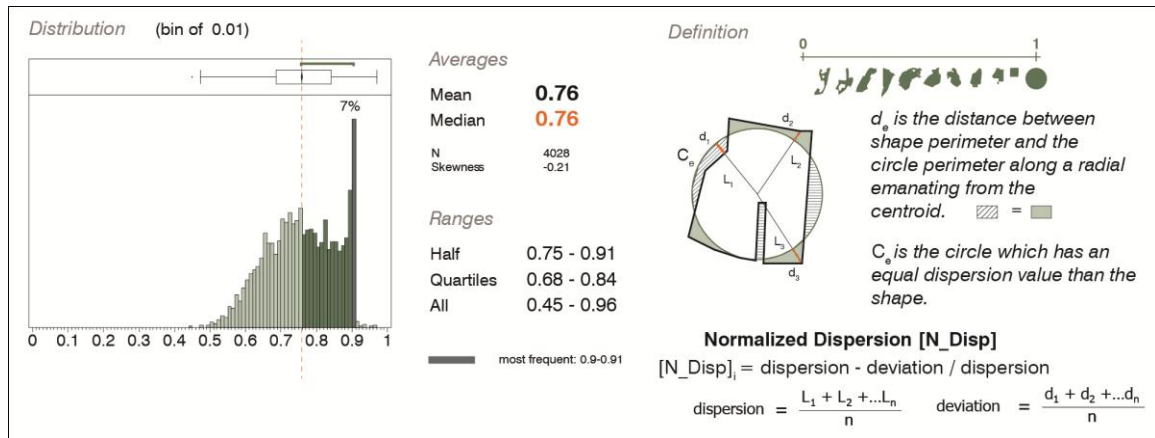 Distribution (bin of 0.01)
7%
0 0.1 0.2 0.3 0.4 0.5 0.6 0.7 0.8 0.9 1
Averages
Mean 0.76
Median 0.76
N 4028
Skewness -0.21
Ranges
Half 0.75 - 0.91
Quartiles 0.68 - 0.84
All 0.45 - 0.96
most frequent: 0.9-0.91
Definition
0 1
d1
d2
Ce
L1
L2
L3
d3
de is the distance between
shape perimeter and the
circle perimeter along a radial
emanating from the
centroid. =
Ce is the circle which has an
equal dispersion value than the
shape.
Normalized Dispersion [N_Disp]
[N_Disp]i = dispersion - deviation / dispersion
dispersion = L1 + L2 +...Ln / n
deviation = d1 + d2 +...dn / n